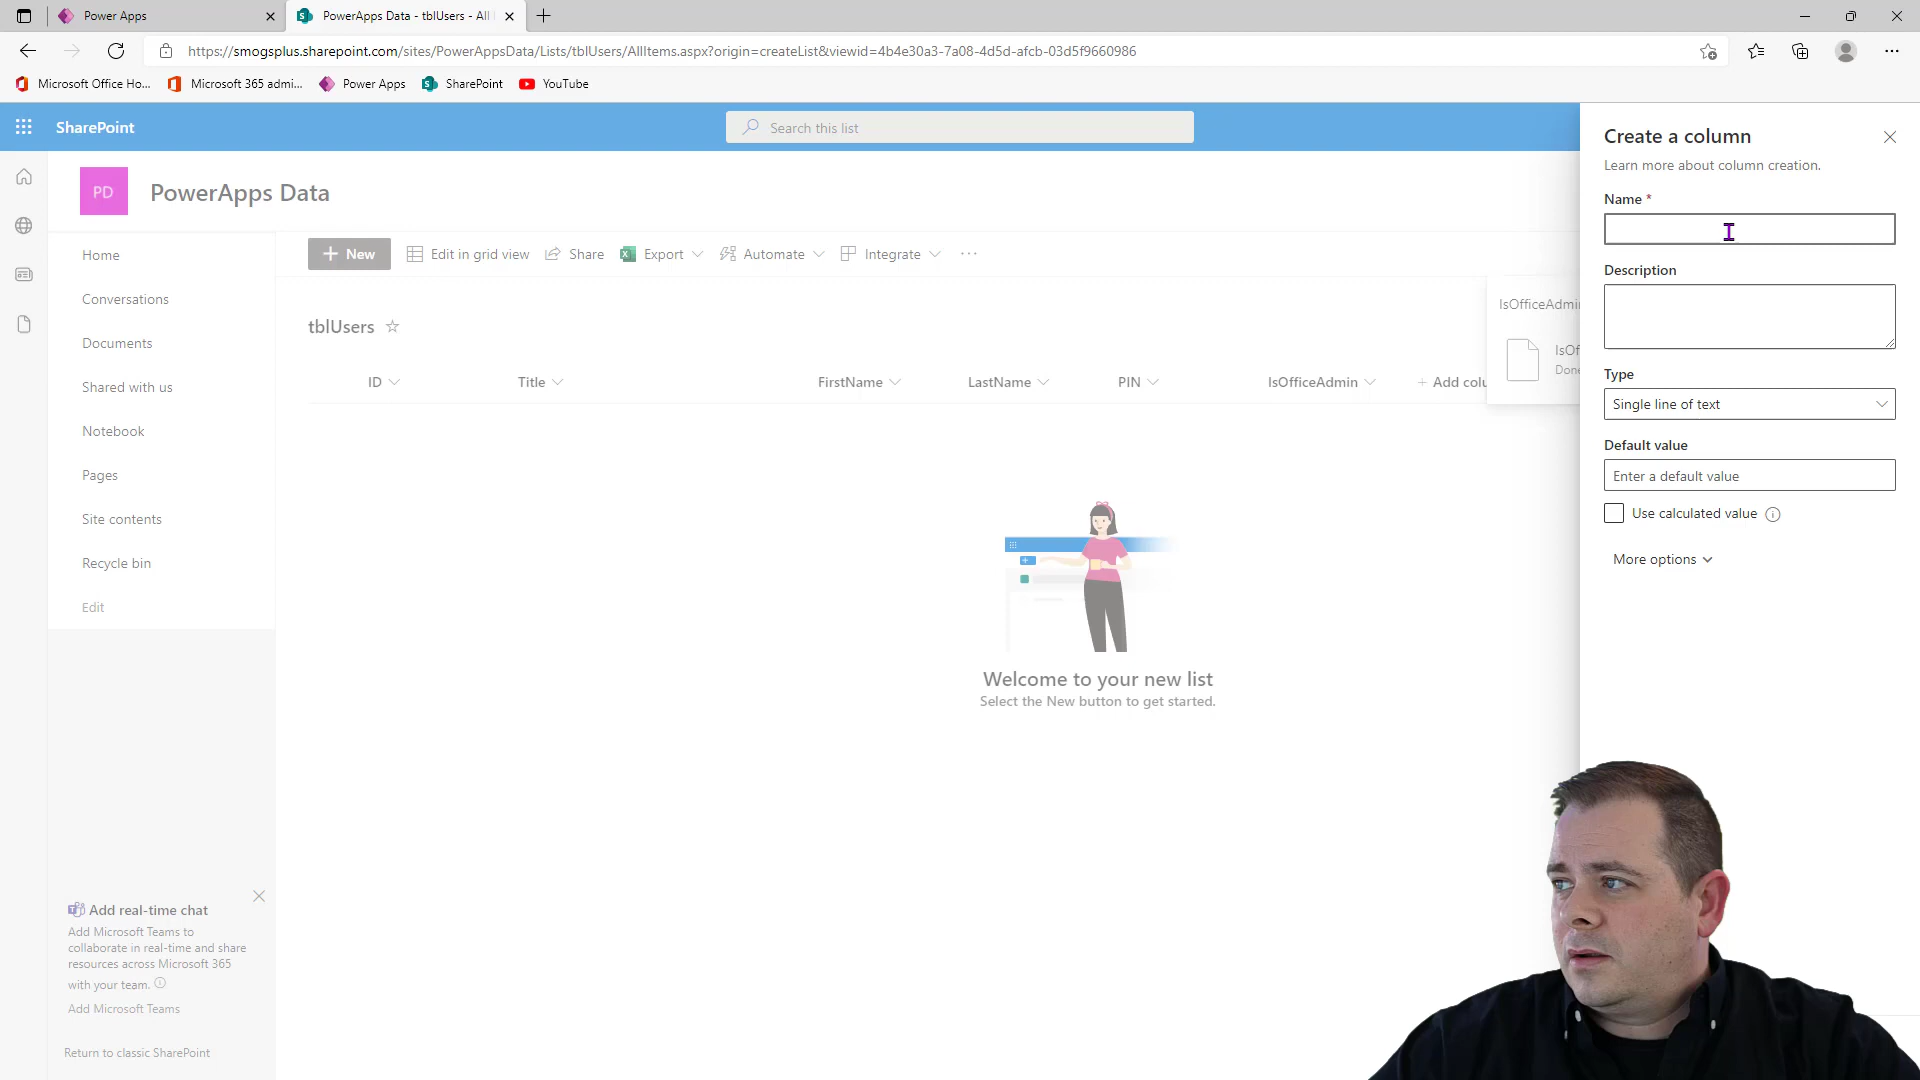 Power Apps
PowerApps Data - tblUsers - All
https://smogsplus.sharepoint.com/sites/PowerAppsData/Lists/tblUsers/AllItems.aspx?origin=createList&viewid=4b4e30a3-7a08-4d5d-afcb-03d5f9660986
Microsoft Office Ho...
Microsoft 365 admi...
Power Apps
SharePoint
YouTube
SharePoint
Search this list
PD
PowerApps Data
Home
Conversations
Documents
Shared with us
Notebook
Pages
Site contents
Recycle bin
Edit
Add real-time chat
Add Microsoft Teams to
collaborate in real-time and share
resources across Microsoft 365
with your team.
Add Microsoft Teams
Return to classic SharePoint
New
Edit in grid view
Share
Export
Automate
Integrate
tblUsers
ID
Title
FirstName
LastName
PIN
IsOfficeAdmin
+ Add colu
Welcome to your new list
Select the New button to get started.
IsOfficeAdmi
IsOf
Done
Create a column
Learn more about column creation.
Name *
Description
Type
Single line of text
Default value
Enter a default value
Use calculated value
More options